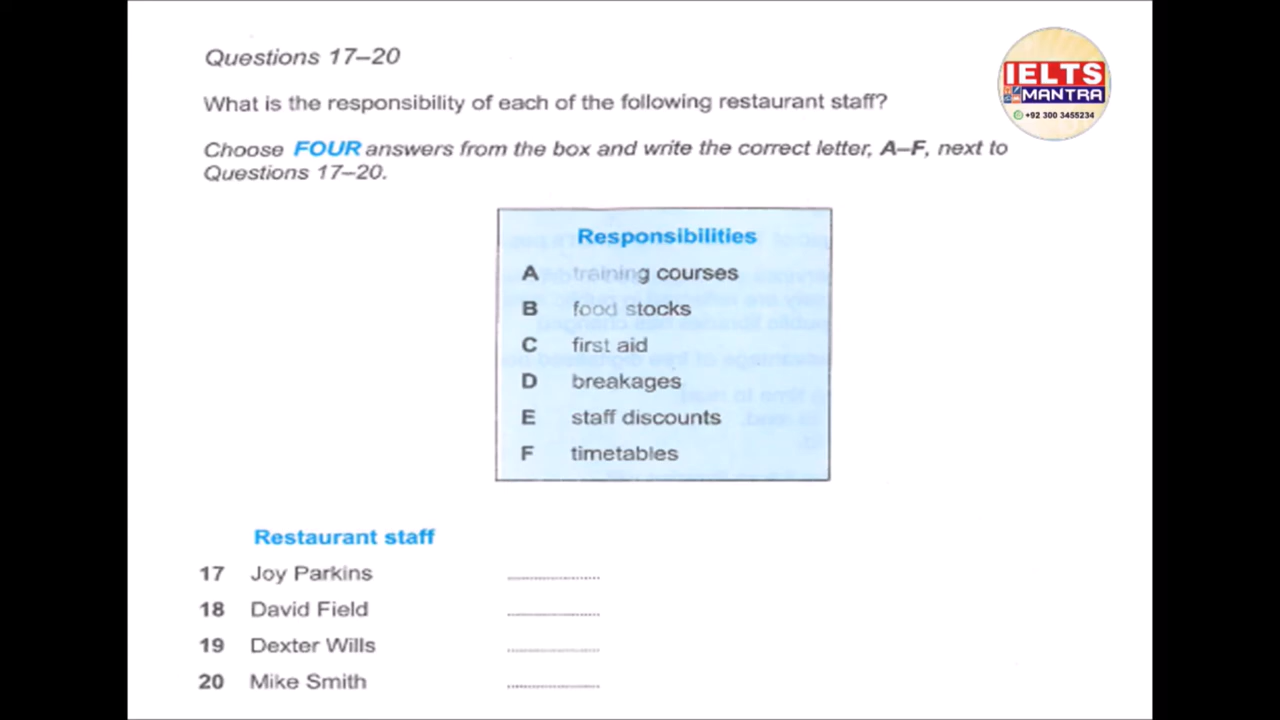 Questions 17–20
IELTS
MANTRA
+92 300 3455234
What is the responsibility of each of the following restaurant staff?
Choose FOUR answers from the box and write the correct letter, A–F, next to
Questions 17–20.
Responsibilities
A training courses
B food stocks
C first aid
D breakages
E staff discounts
F timetables
Restaurant staff
17 Joy Parkins ....................
18 David Field ....................
19 Dexter Wills ....................
20 Mike Smith ....................